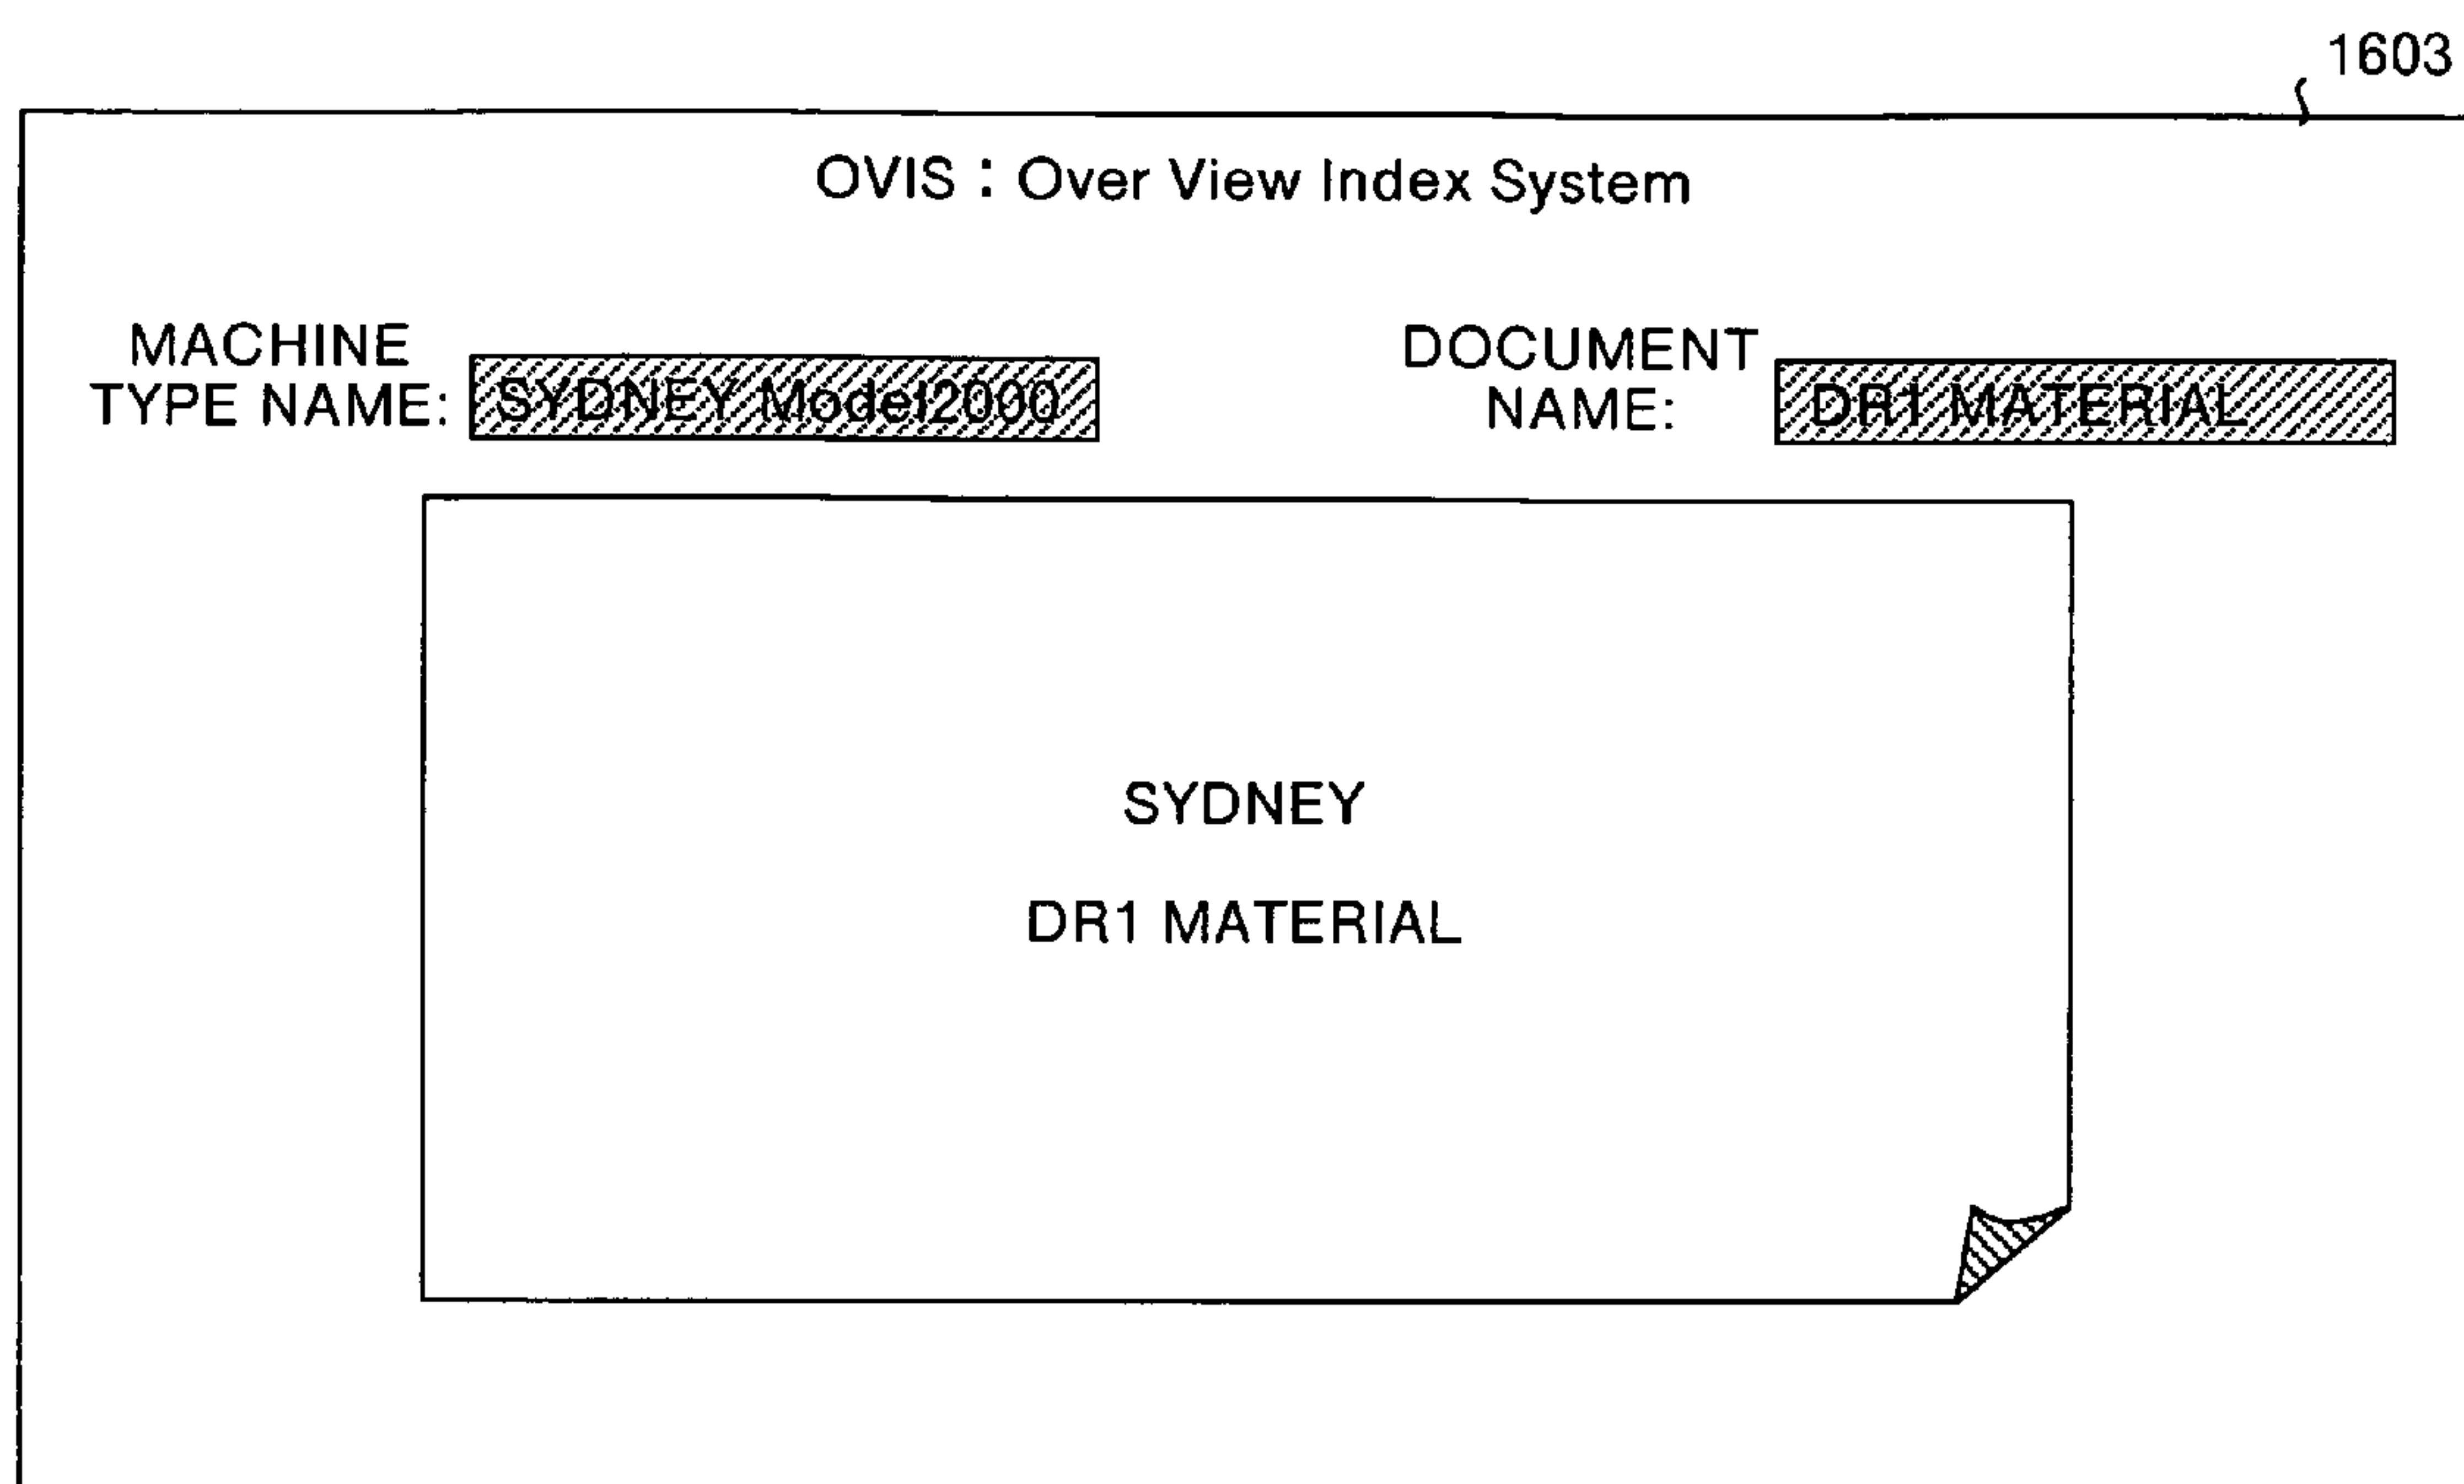 1603
OVIS : Over View Index System
MACHINE
TYPE NAME: SYDNEY Model2000
DOCUMENT
NAME: DR1 MATERIAL
SYDNEY
DR1 MATERIAL